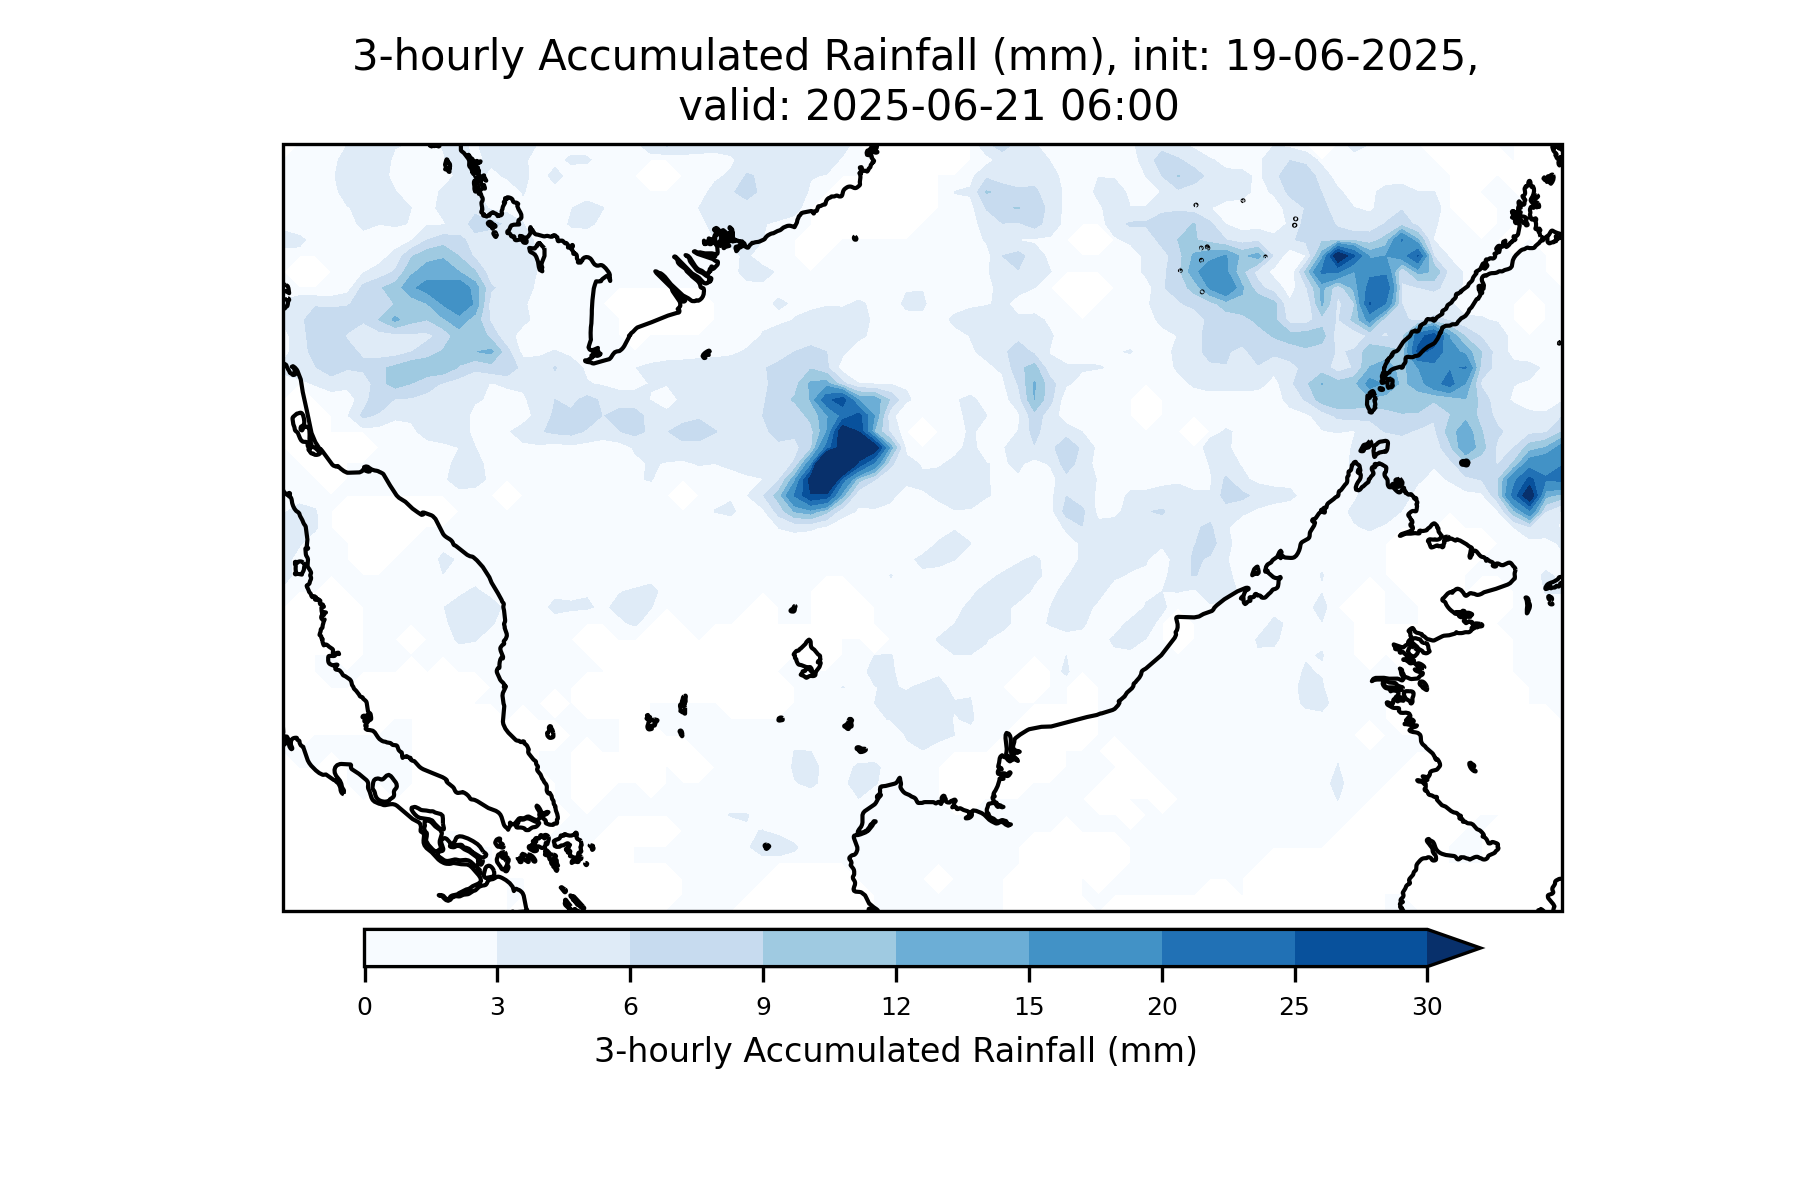 3-hourly Accumulated Rainfall (mm), init: 19-06-2025,
valid: 2025-06-21 06:00
0 3 6 9 12 15 20 25 30
3-hourly Accumulated Rainfall (mm)